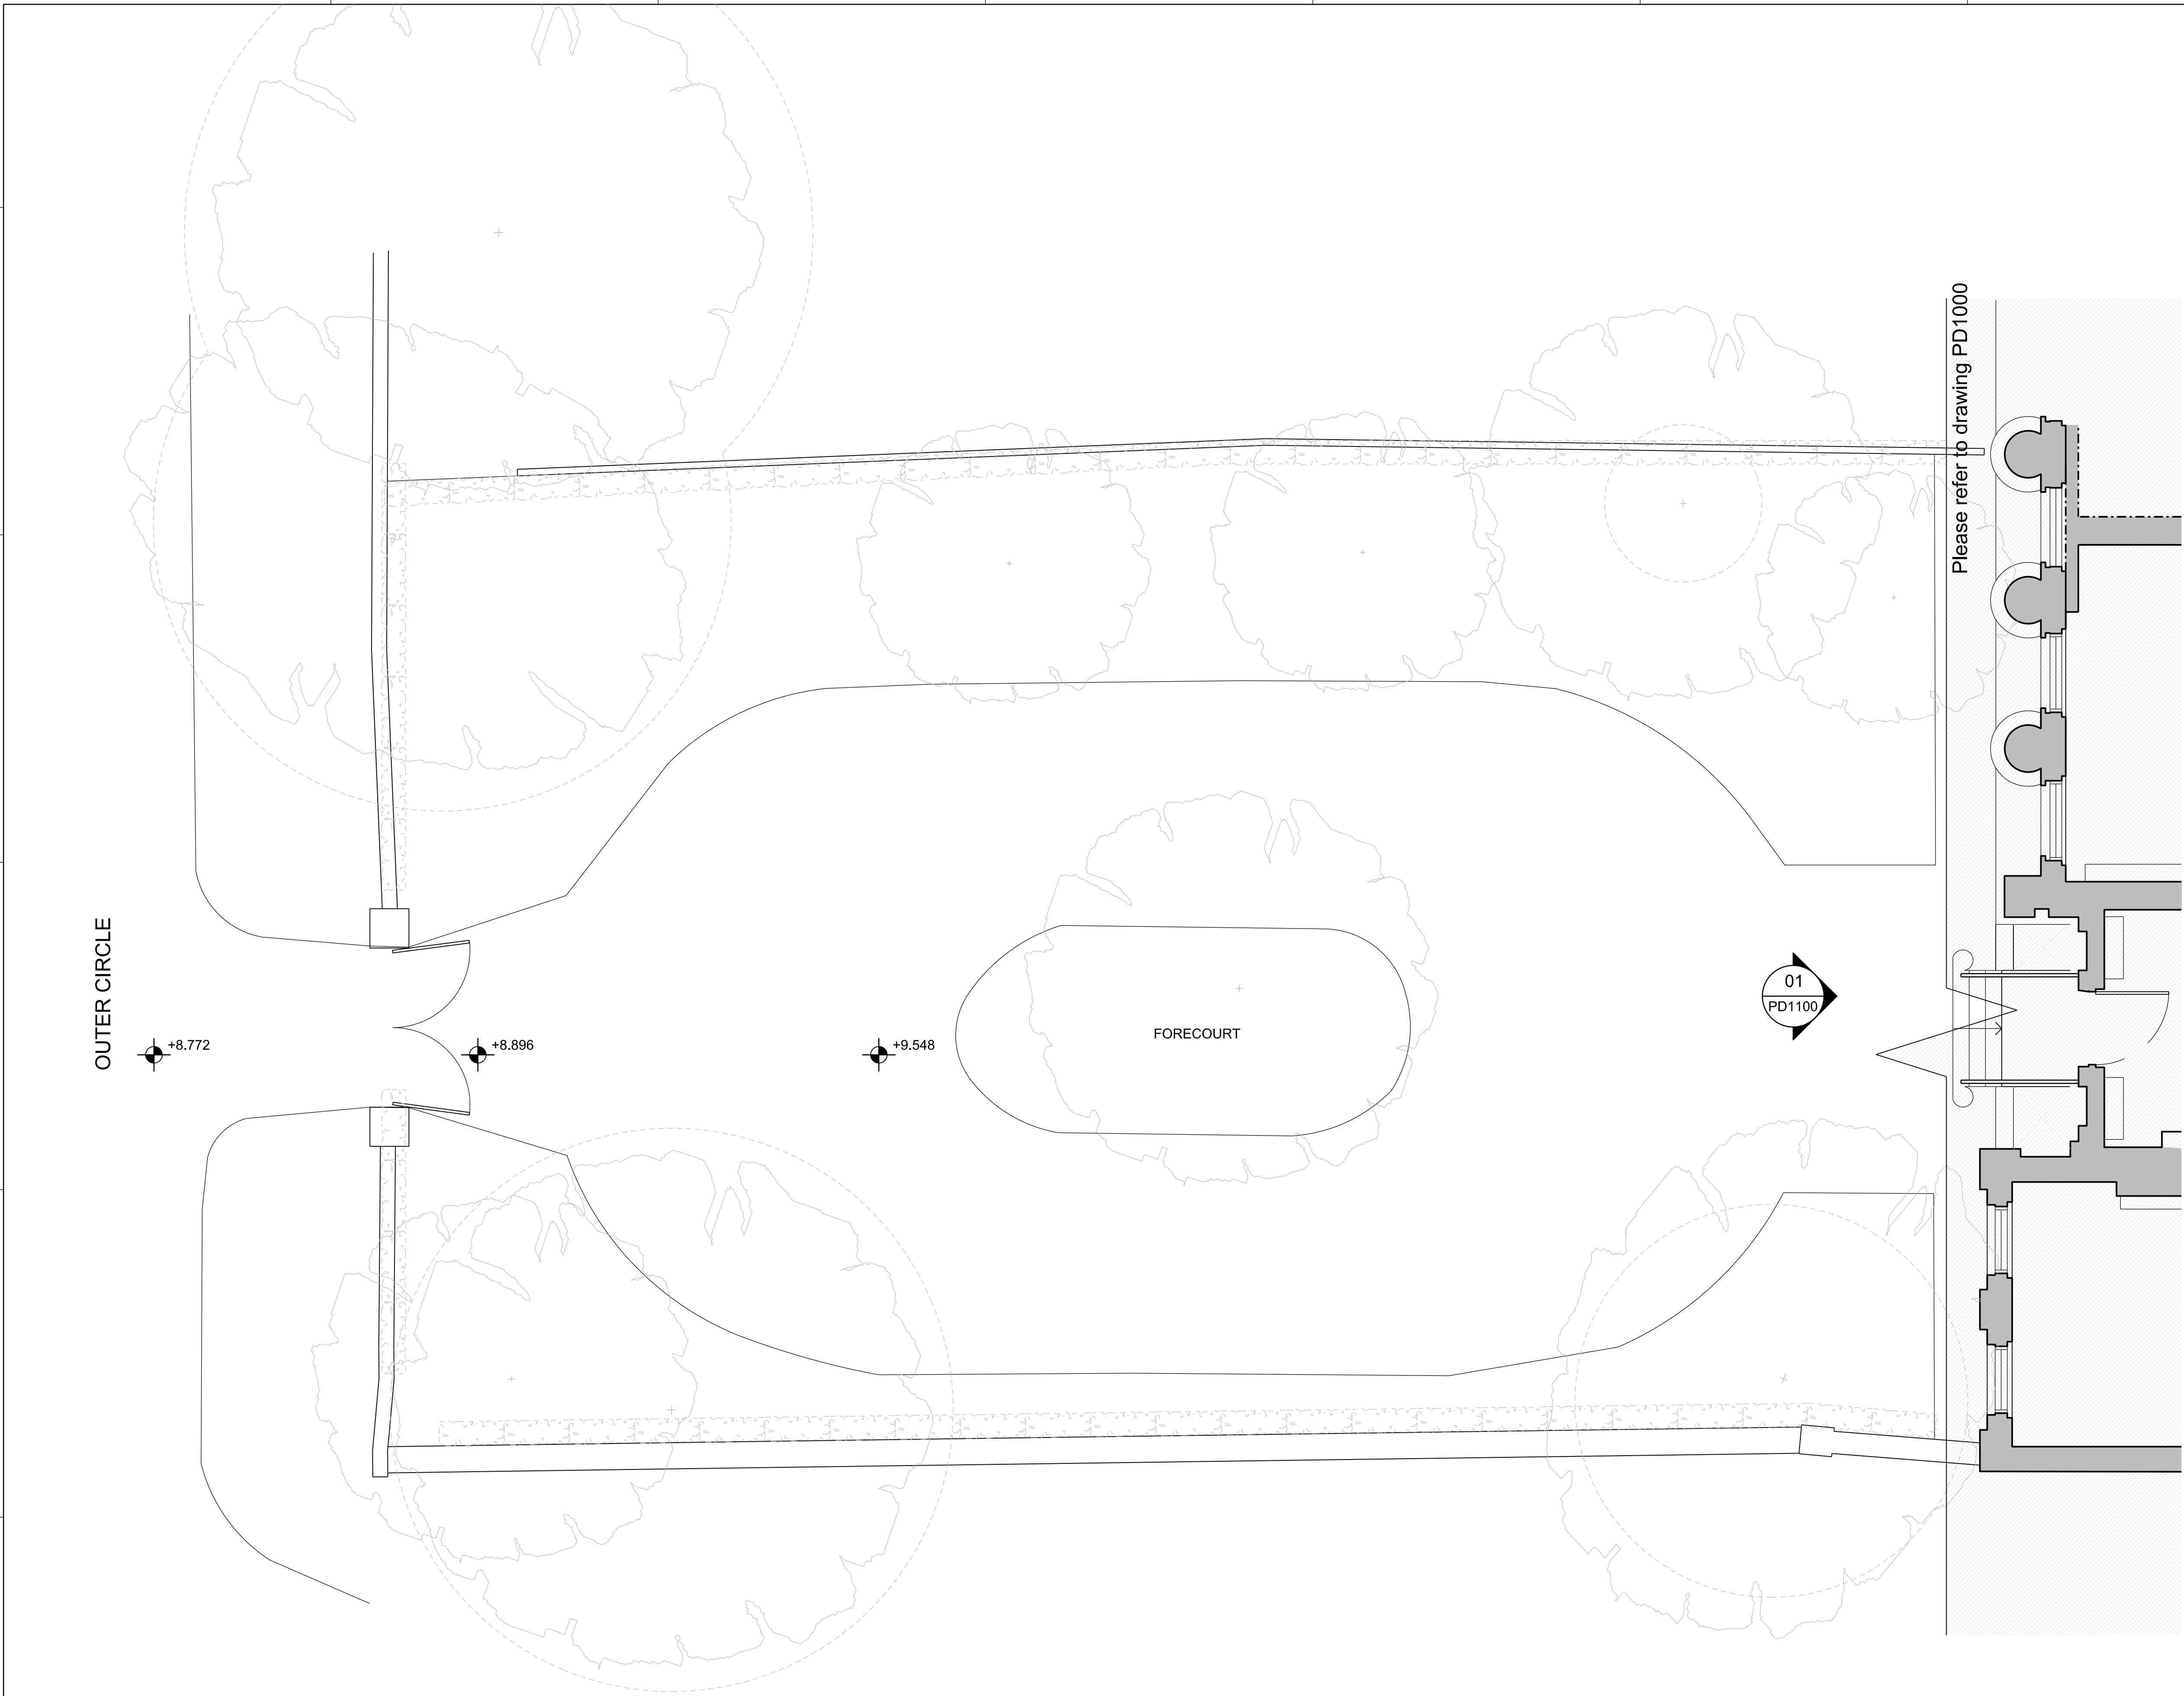 Please refer to drawing PD1000
OUTER CIRCLE
+8.772
+8.896
+9.548
FORECOURT
01
PD1100